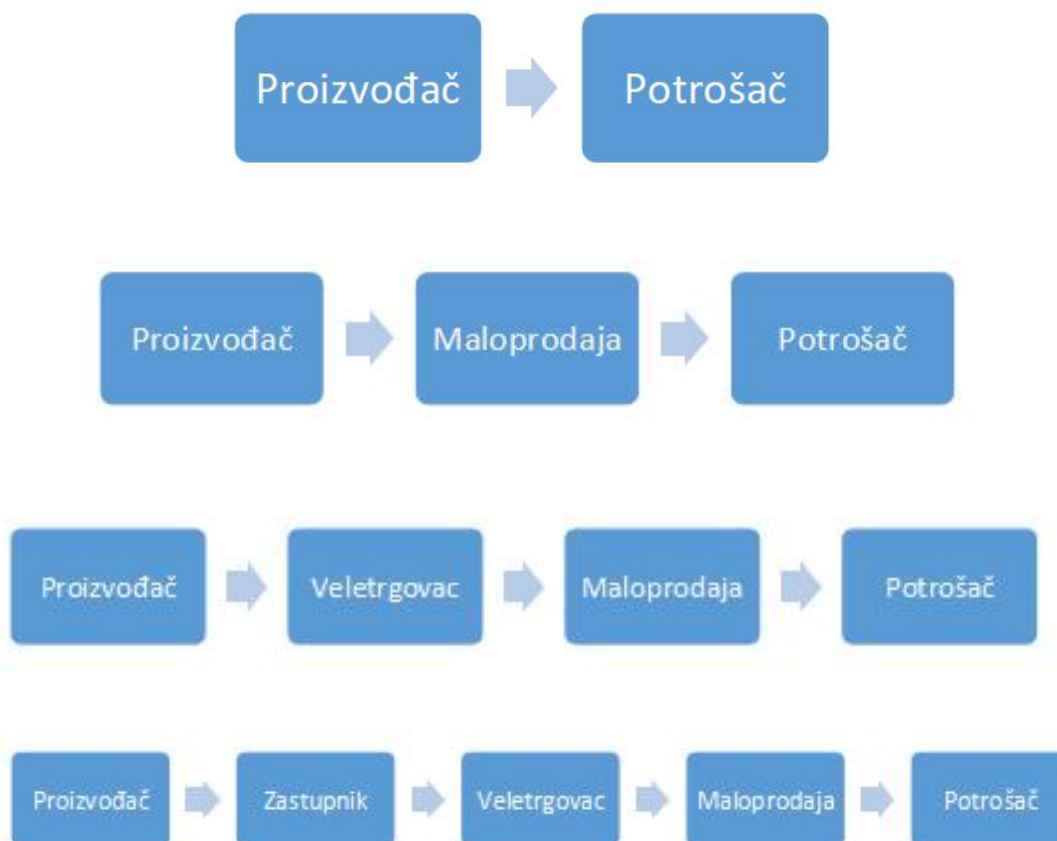 Proizvođač Potrošač
Proizvođač Maloprodaja Potrošač
Proizvođač Veletrgovac Maloprodaja Potrošač
Proizvođač Zastupnik Veletrgovac Maloprodaja Potrošač